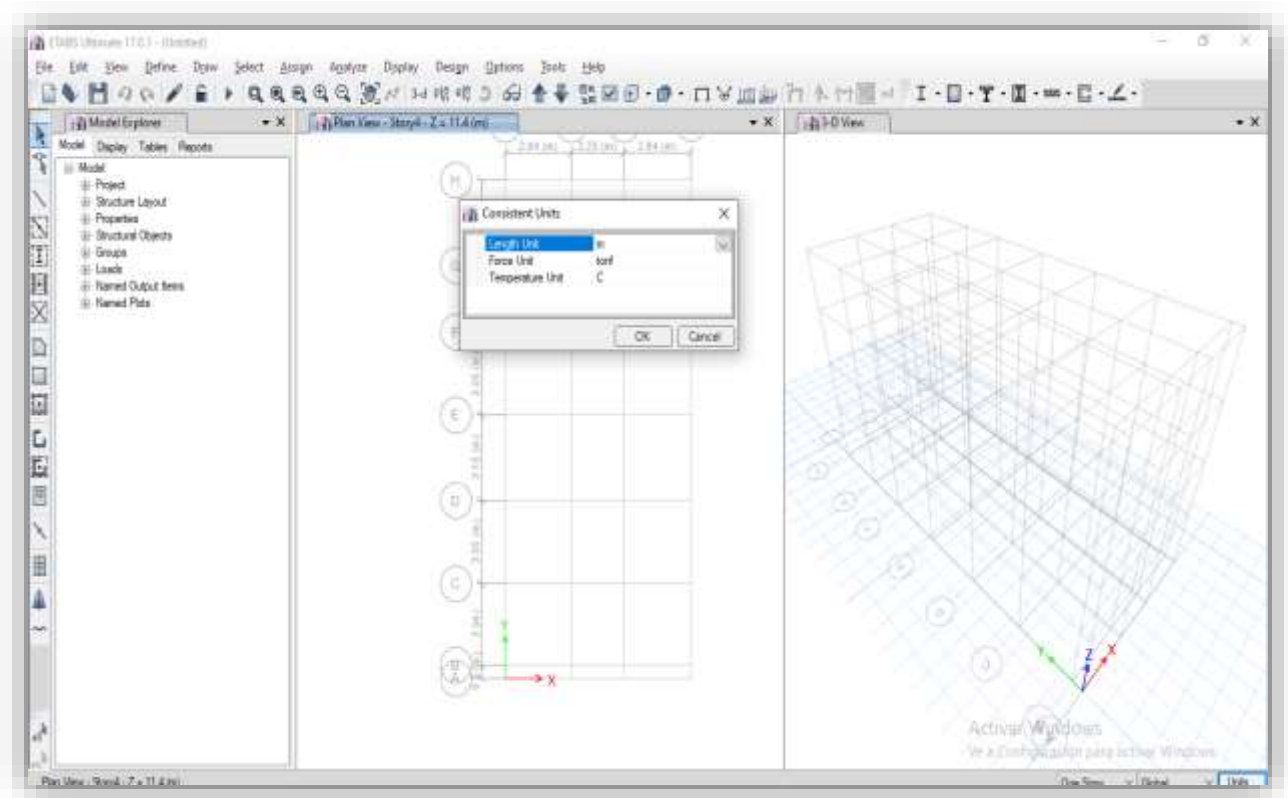 ETABS Ultimate 17.0.1 - (Untitled)
File Edit View Define Draw Select Assign Analyze Display Design Options Tools Help
Model Explorer
Plan View - Story4 - Z = 11.4 (m)
3-D View
Model Display Tables Reports
Model
Project
Structure Layout
Properties
Structural Objects
Groups
Loads
Named Output Items
Named Plots
Consistent Units
Length Unit m
Force Unit tonf
Temperature Unit C
OK Cancel
H
E
D
C
B
A
Y
X
Y
Z
X
Activar Windows
Ve a Configuración para activar Windows.
Plan View - Story4 - Z = 11.4 (m)
One Story Global Units...